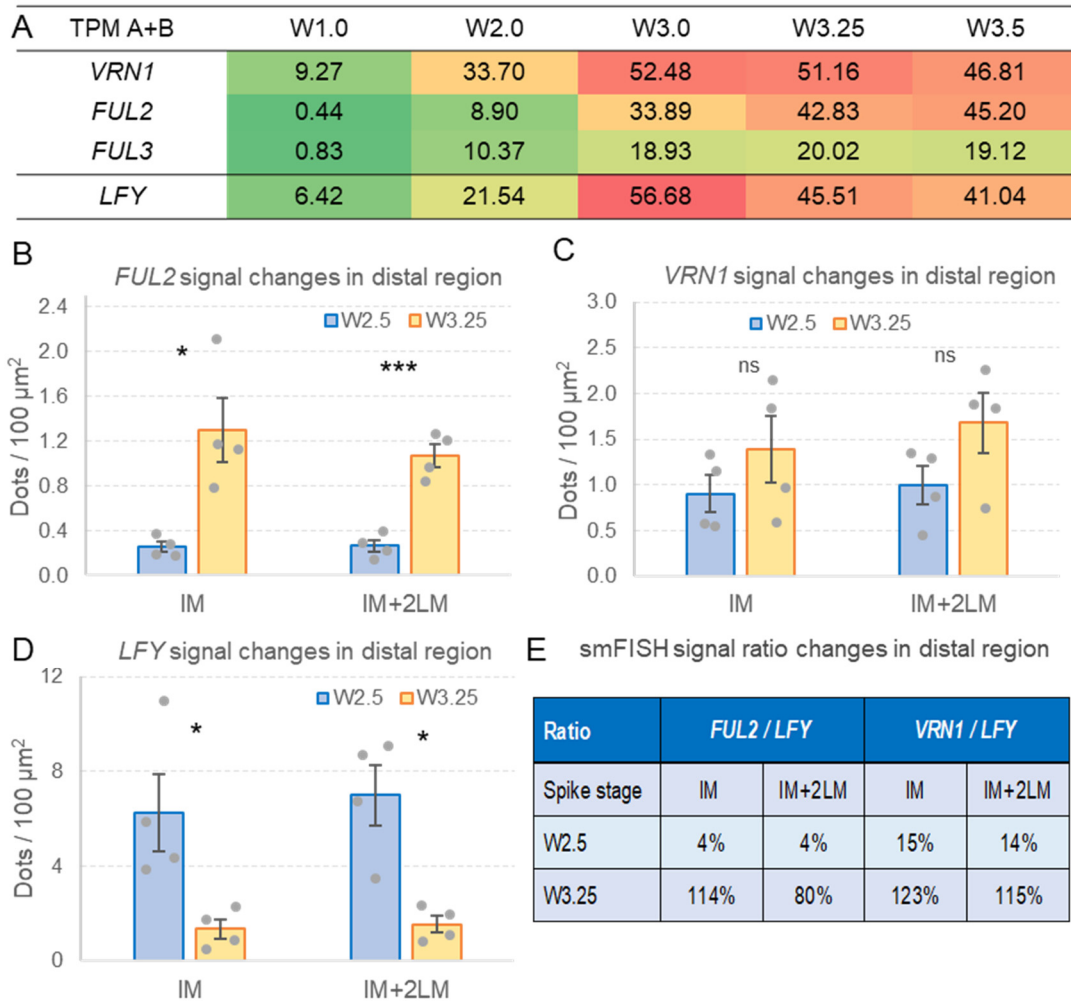 A TPM A+B W1.0 W2.0 W3.0 W3.25 W3.5
VRN1 9.27 33.70 52.48 51.16 46.81
FUL2 0.44 8.90 33.89 42.83 45.20
FUL3 0.83 10.37 18.93 20.02 19.12
LFY 6.42 21.54 56.68 45.51 41.04
B
FUL2 signal changes in distal region
Dots / 100 µm²
2.4
2.0
1.6
1.2
0.8
0.4
0.0
W2.5 W3.25
*
***
IM IM+2LM
C
VRN1 signal changes in distal region
Dots / 100 µm²
3.0
2.5
2.0
1.5
1.0
0.5
0.0
W2.5 W3.25
ns
ns
IM IM+2LM
D
LFY signal changes in distal region
Dots / 100 µm²
12
8
4
0
W2.5 W3.25
*
*
IM IM+2LM
E smFISH signal ratio changes in distal region
Ratio FUL2 / LFY VRN1 / LFY
Spike stage IM IM+2LM IM IM+2LM
W2.5 4% 4% 15% 14%
W3.25 114% 80% 123% 115%